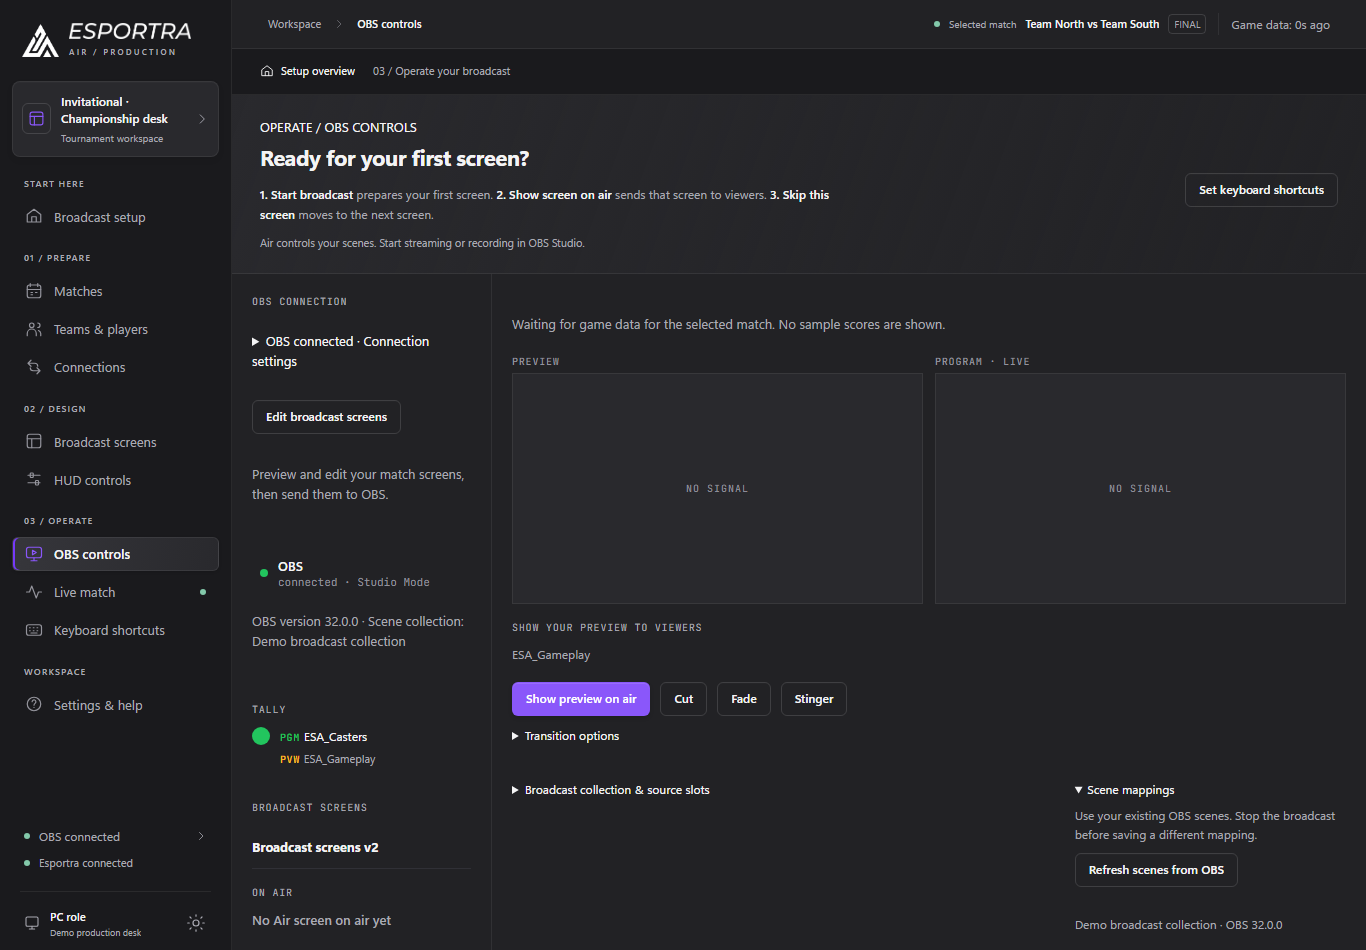 ESPORTRA
AIR / PRODUCTION
Invitational ·
Championship desk
Tournament workspace
START HERE
Broadcast setup
01 / PREPARE
Matches
Teams & players
Connections
02 / DESIGN
Broadcast screens
HUD controls
03 / OPERATE
OBS controls
Live match
Keyboard shortcuts
WORKSPACE
Settings & help
OBS connected
Esportra connected
PC role
Demo production desk
Workspace
OBS controls
Selected match Team North vs Team South FINAL
Game data: 0s ago
Setup overview
03 / Operate your broadcast
OPERATE / OBS CONTROLS
Ready for your first screen?
1. Start broadcast prepares your first screen. 2. Show screen on air sends that screen to viewers. 3. Skip this
screen moves to the next screen.
Air controls your scenes. Start streaming or recording in OBS Studio.
Set keyboard shortcuts
OBS CONNECTION
OBS connected · Connection
settings
Edit broadcast screens
Preview and edit your match screens,
then send them to OBS.
OBS
connected · Studio Mode
OBS version 32.0.0 · Scene collection:
Demo broadcast collection
TALLY
PGM ESA_Casters
PVW ESA_Gameplay
BROADCAST SCREENS
Broadcast screens v2
ON AIR
No Air screen on air yet
Waiting for game data for the selected match. No sample scores are shown.
PREVIEW
NO SIGNAL
PROGRAM · LIVE
NO SIGNAL
SHOW YOUR PREVIEW TO VIEWERS
ESA_Gameplay
Show preview on air
Cut
Fade
Stinger
Transition options
Broadcast collection & source slots
Scene mappings
Use your existing OBS scenes. Stop the broadcast
before saving a different mapping.
Refresh scenes from OBS
Demo broadcast collection · OBS 32.0.0